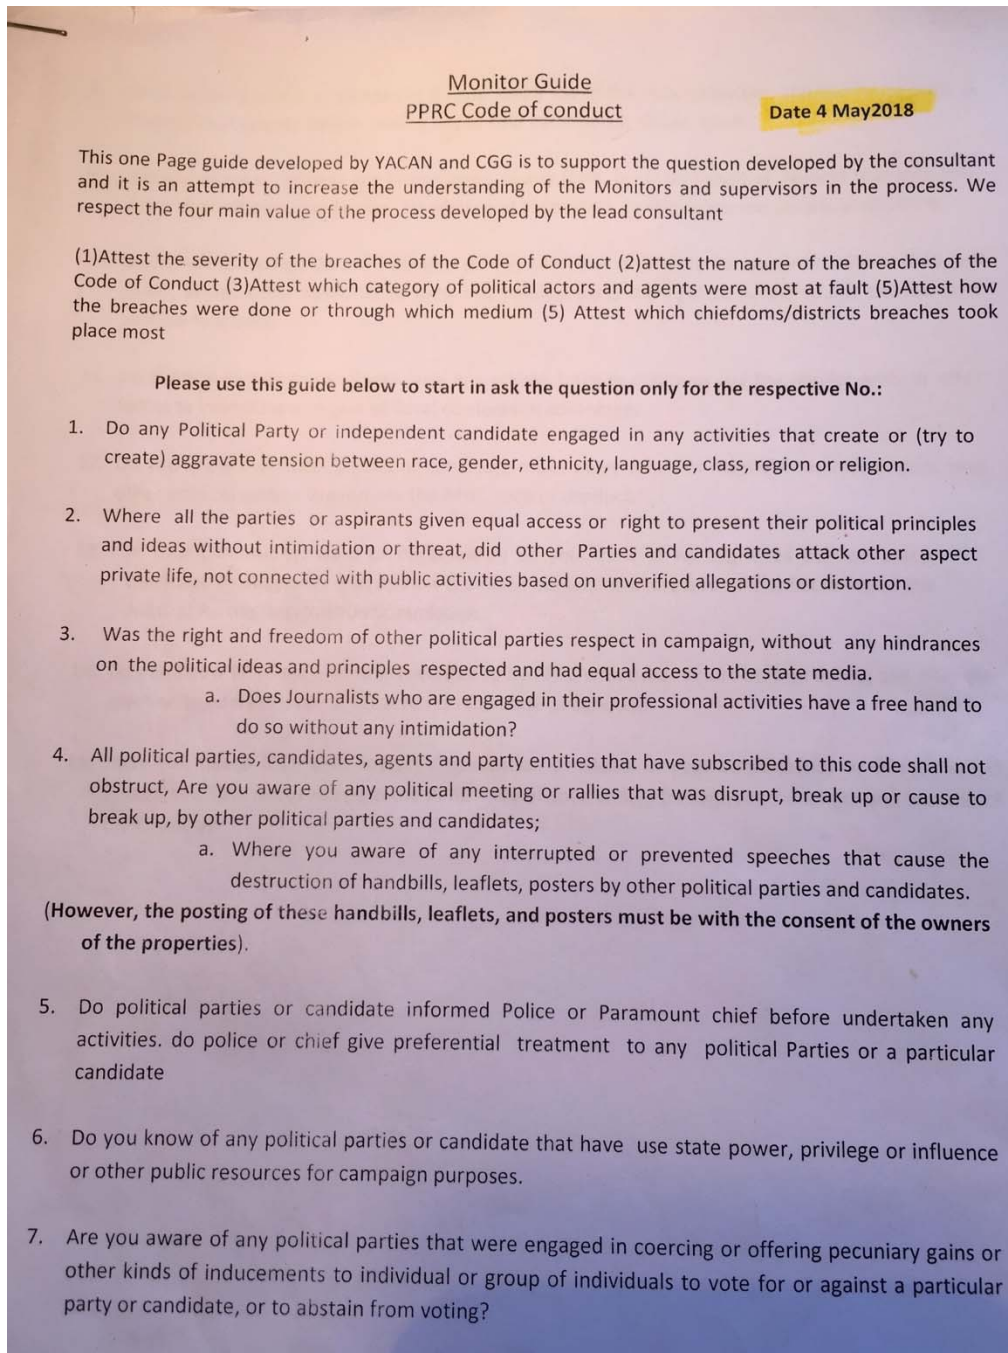 Monitor Guide
PPRC Code of conduct
Date 4 May2018
This one Page guide developed by YACAN and CGG is to support the question developed by the consultant
and it is an attempt to increase the understanding of the Monitors and supervisors in the process. We
respect the four main value of the process developed by the lead consultant
(1)Attest the severity of the breaches of the Code of Conduct (2)attest the nature of the breaches of the
Code of Conduct (3)Attest which category of political actors and agents were most at fault (5)Attest how
the breaches were done or through which medium (5) Attest which chiefdoms/districts breaches took
place most
Please use this guide below to start in ask the question only for the respective No.:
1. Do any Political Party or independent candidate engaged in any activities that create or (try to
create) aggravate tension between race, gender, ethnicity, language, class, region or religion.
2. Where all the parties or aspirants given equal access or right to present their political principles
and ideas without intimidation or threat, did other Parties and candidates attack other aspect
private life, not connected with public activities based on unverified allegations or distortion.
3. Was the right and freedom of other political parties respect in campaign, without any hindrances
on the political ideas and principles respected and had equal access to the state media.
a. Does Journalists who are engaged in their professional activities have a free hand to
do so without any intimidation?
4. All political parties, candidates, agents and party entities that have subscribed to this code shall not
obstruct, Are you aware of any political meeting or rallies that was disrupt, break up or cause to
break up, by other political parties and candidates;
a. Where you aware of any interrupted or prevented speeches that cause the
destruction of handbills, leaflets, posters by other political parties and candidates.
(However, the posting of these handbills, leaflets, and posters must be with the consent of the owners
of the properties).
5. Do political parties or candidate informed Police or Paramount chief before undertaken any
activities. do police or chief give preferential treatment to any political Parties or a particular
candidate
6. Do you know of any political parties or candidate that have use state power, privilege or influence
or other public resources for campaign purposes.
7. Are you aware of any political parties that were engaged in coercing or offering pecuniary gains or
other kinds of inducements to individual or group of individuals to vote for or against a particular
party or candidate, or to abstain from voting?